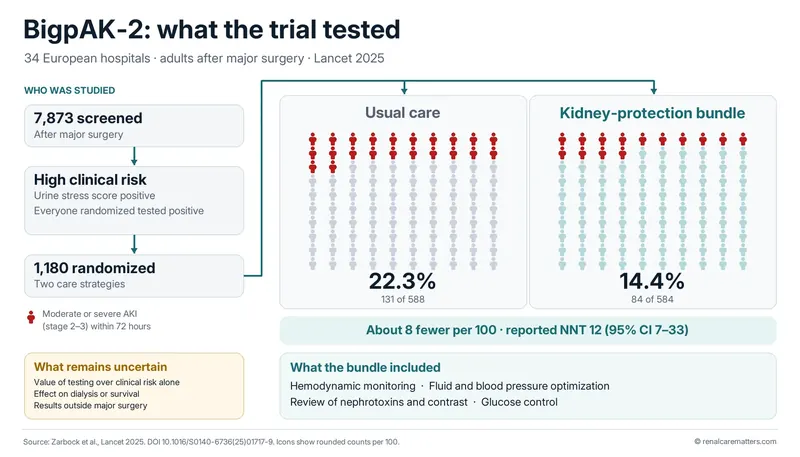 BigpAK-2: what the trial tested
34 European hospitals · adults after major surgery · Lancet 2025
WHO WAS STUDIED
7,873 screened
After major surgery
High clinical risk
Urine stress score positive
Everyone randomized tested positive
1,180 randomized
Two care strategies
Moderate or severe AKI
(stage 2–3) within 72 hours
Usual care
22.3%
131 of 588
Kidney-protection bundle
14.4%
84 of 584
About 8 fewer per 100 · reported NNT 12 (95% CI 7–33)
What remains uncertain
Value of testing over clinical risk alone
Effect on dialysis or survival
Results outside major surgery
What the bundle included
Hemodynamic monitoring · Fluid and blood pressure optimization
Review of nephrotoxins and contrast · Glucose control
Source: Zarbock et al., Lancet 2025. DOI 10.1016/S0140-6736(25)01717-9. Icons show rounded counts per 100.
© renalcarematters.com